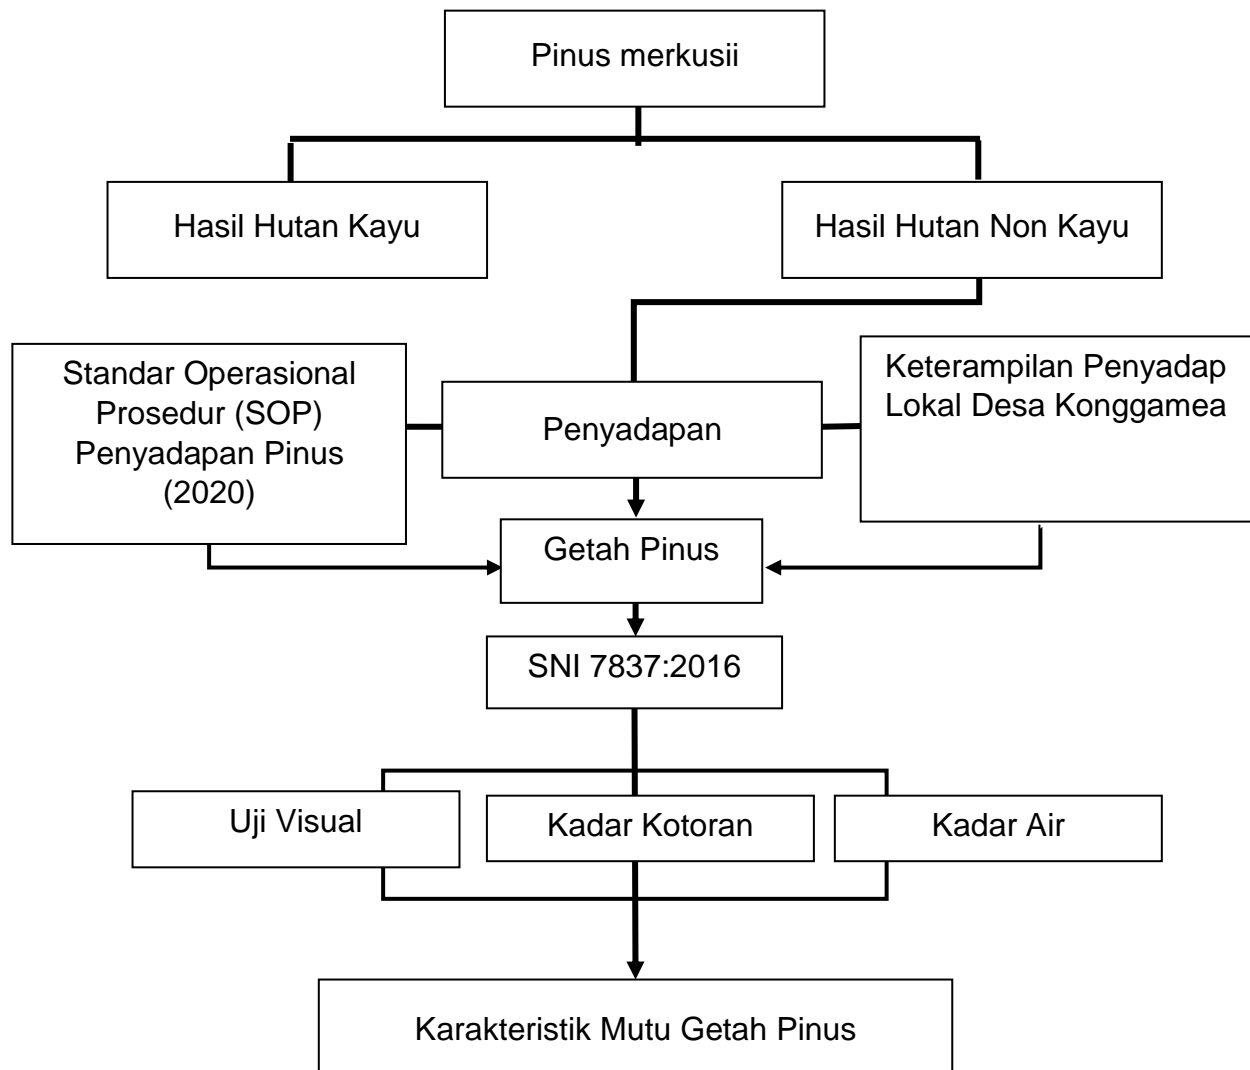 Pinus merkusii
Hasil Hutan Kayu
Hasil Hutan Non Kayu
Standar Operasional
Prosedur (SOP)
Penyadapan Pinus
(2020)
Penyadapan
Keterampilan Penyadap
Lokal Desa Konggamea
Getah Pinus
SNI 7837:2016
Uji Visual
Kadar Kotoran
Kadar Air
Karakteristik Mutu Getah Pinus